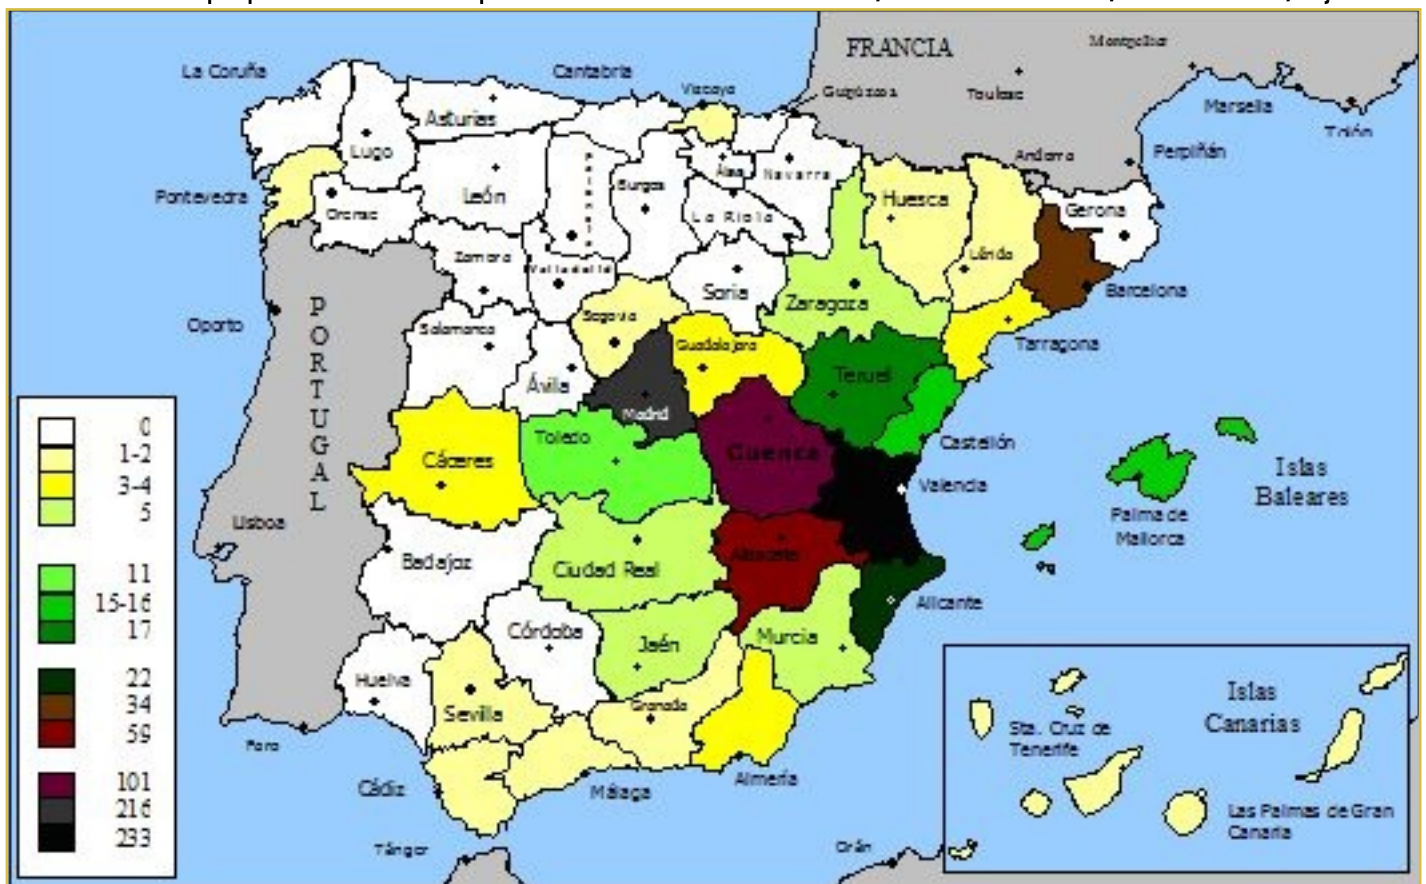 FRANCIA
Montpellier
La Coruña
Cantabria
Viscaya
Guipúzcoa
Toulose
Marsella
Tolón
Asturias
Lugo
Andorra
Perpiñán
Pontevedra
León
Palencia
Burgos
Álava
Navarra
Huesca
Gerona
Orense
La Rioja
Zamora
Valladolid
Soria
Lérida
Zaragoza
Barcelona
PORTUGAL
Oporto
Salamanca
Segovia
Guadalajara
Tarragona
Ávila
Teruel
Madrid
0
1-2
3-4
5
11
15-16
17
22
34
59
101
216
233
Toledo
Cuenca
Castellón
Cáceres
Valencia
Islas
Baleares
Palma de
Mallorca
Lisboa
Badajoz
Ciudad Real
Albacete
Alicante
Córdoba
Jaén
Murcia
Huelva
Sevilla
Granada
Islas
Canarias
Sta. Cruz de
Tenerife
Faro
Cádiz
Málaga
Almería
Las Palmas de Gran
Canaria
Tánger
Orán